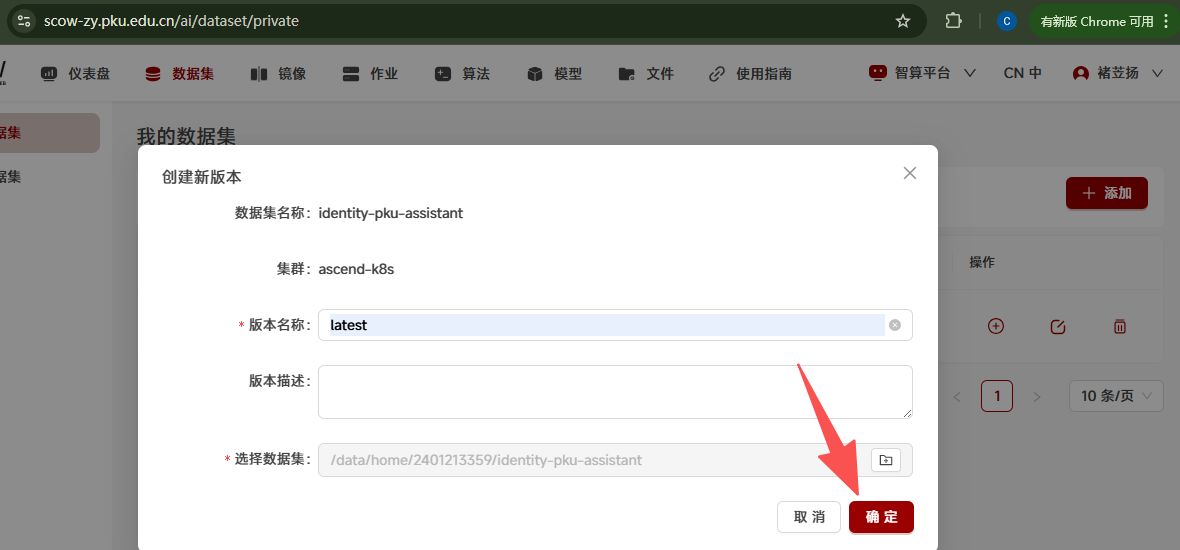 scow-zy.pku.edu.cn/ai/dataset/private
C
有新版 Chrome 可用
仪表盘
数据集
镜像
作业
算法
模型
文件
使用指南
智算平台
CN 中
褚苙扬
据集
据集
我的数据集
添加
操作
1
10 条/页
创建新版本
数据集名称: identity-pku-assistant
集群: ascend-k8s
* 版本名称: latest
版本描述:
* 选择数据集: /data/home/2401213359/identity-pku-assistant
取 消
确 定